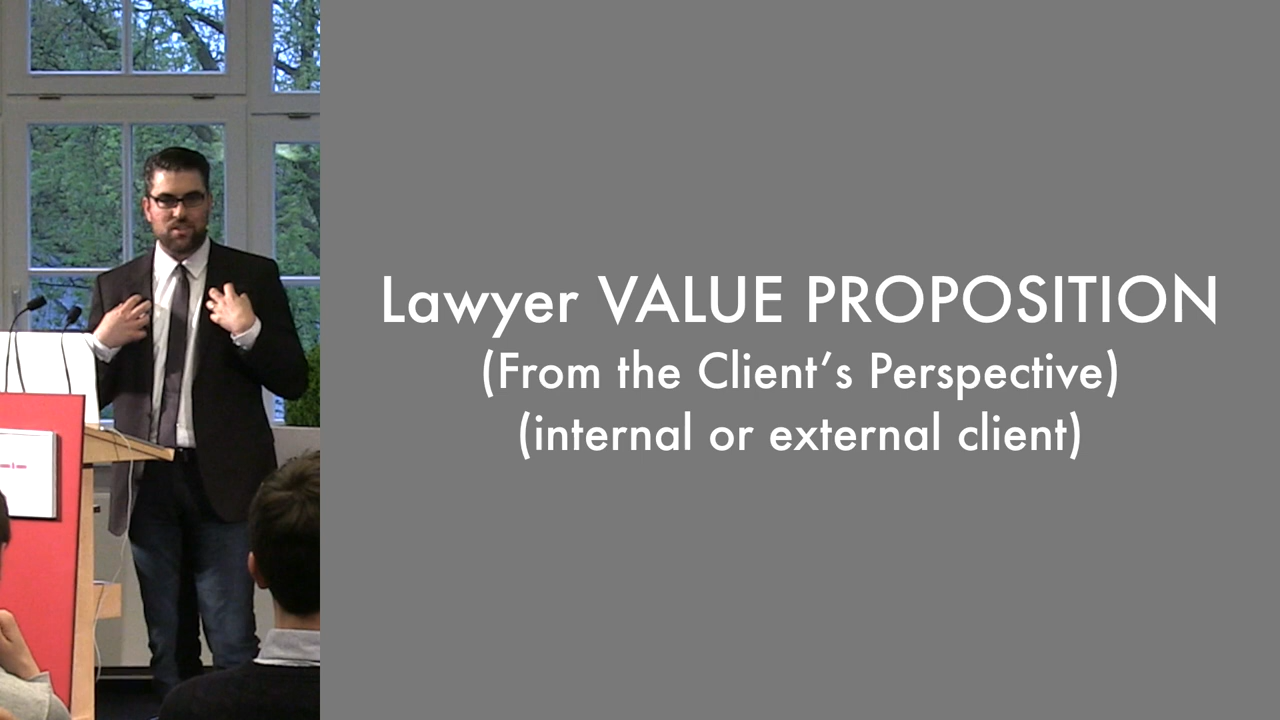 Lawyer VALUE PROPOSITION
(From the Client’s Perspective)
(internal or external client)